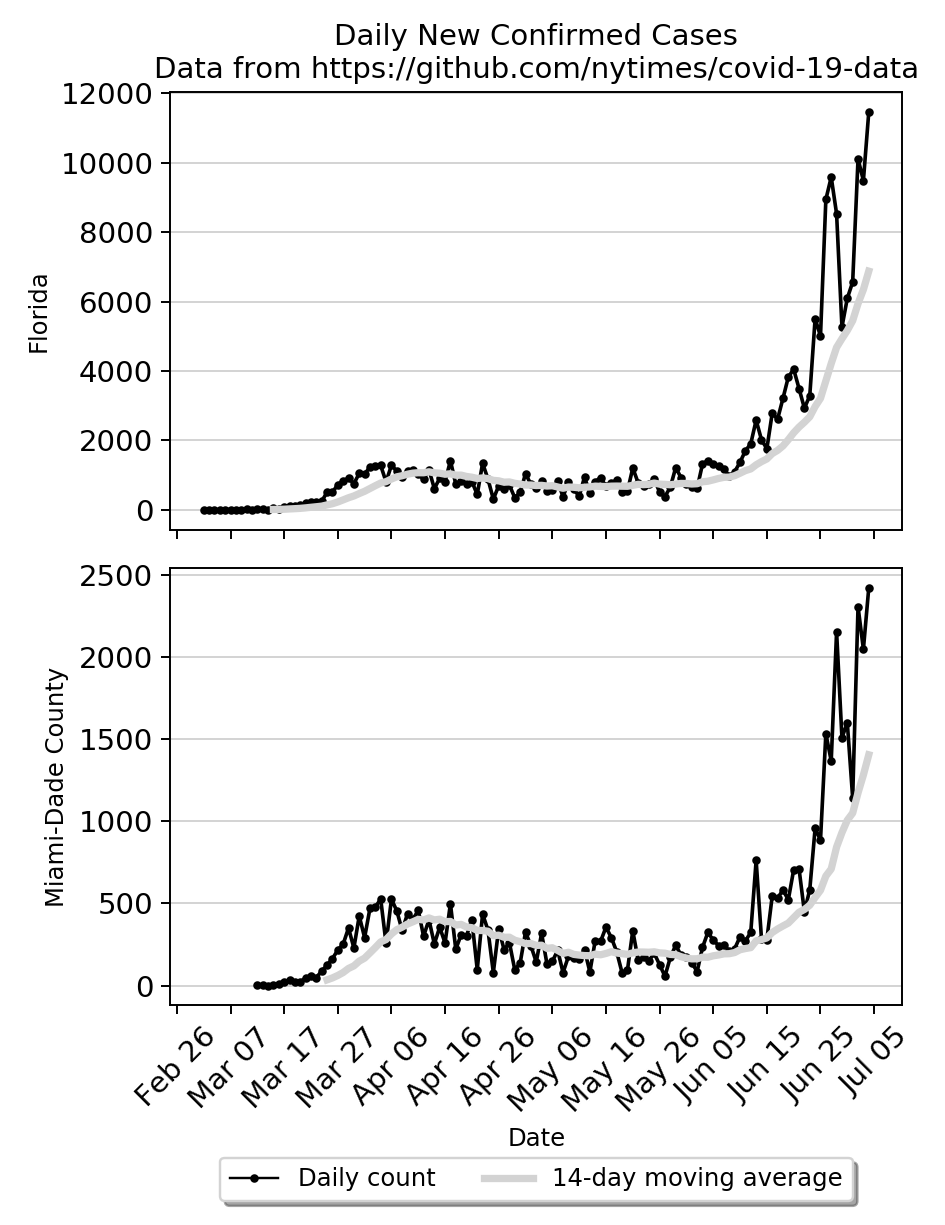 Daily New Confirmed Cases
Data from https://github.com/nytimes/covid-19-data
12000
10000
8000
6000
4000
2000
0
Florida
2500
2000
1500
1000
500
0
Miami-Dade County
Feb 26
Mar 07
Mar 17
Mar 27
Apr 06
Apr 16
Apr 26
May 06
May 16
May 26
Jun 05
Jun 15
Jun 25
Jul 05
Date
Daily count
14-day moving average